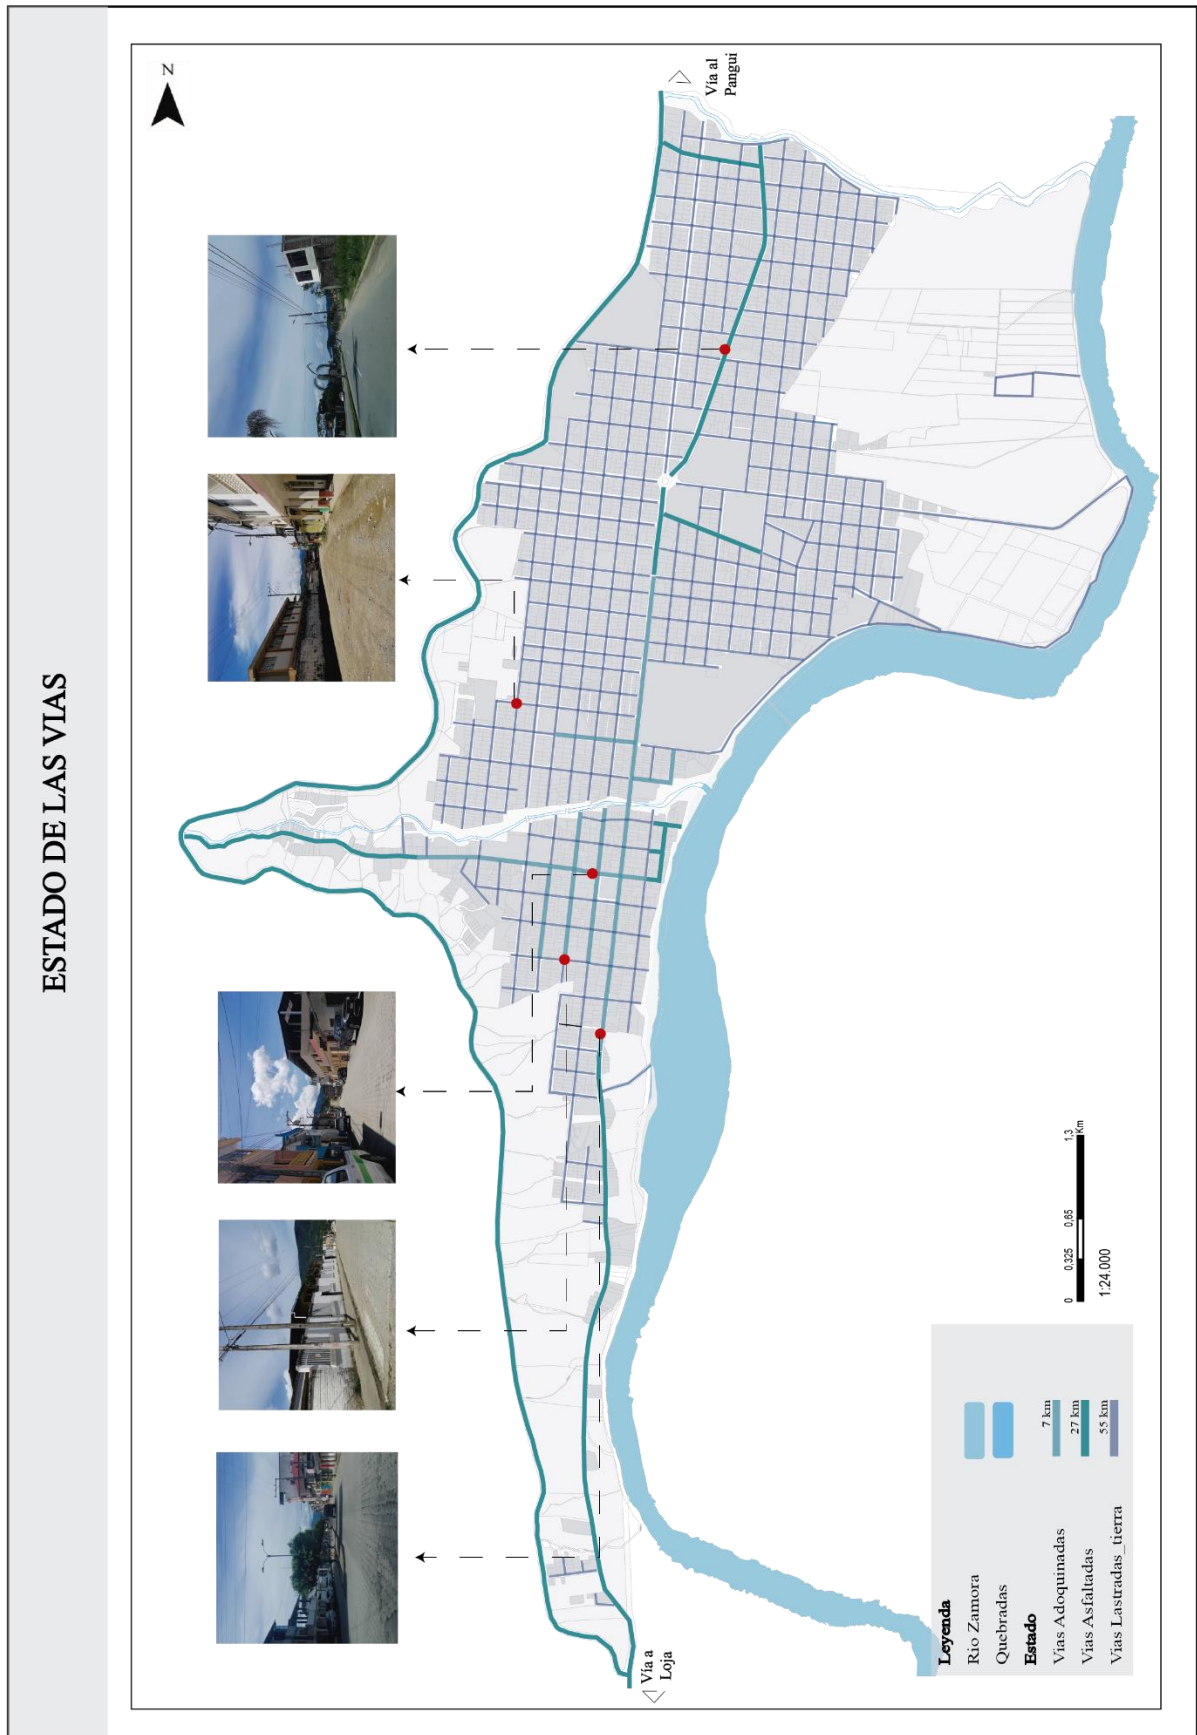 ESTADO DE LAS VIAS
N
Vía al
Pangui
Vía a
Loja
0 0,325 0,65 1,3
Km
1:24.000
Leyenda
Rio Zamora
Quebradas
Estado
Vias Adoquinadas 7 km
Vias Asfaltadas 27 km
Vias Lastradas_tierra 55 km